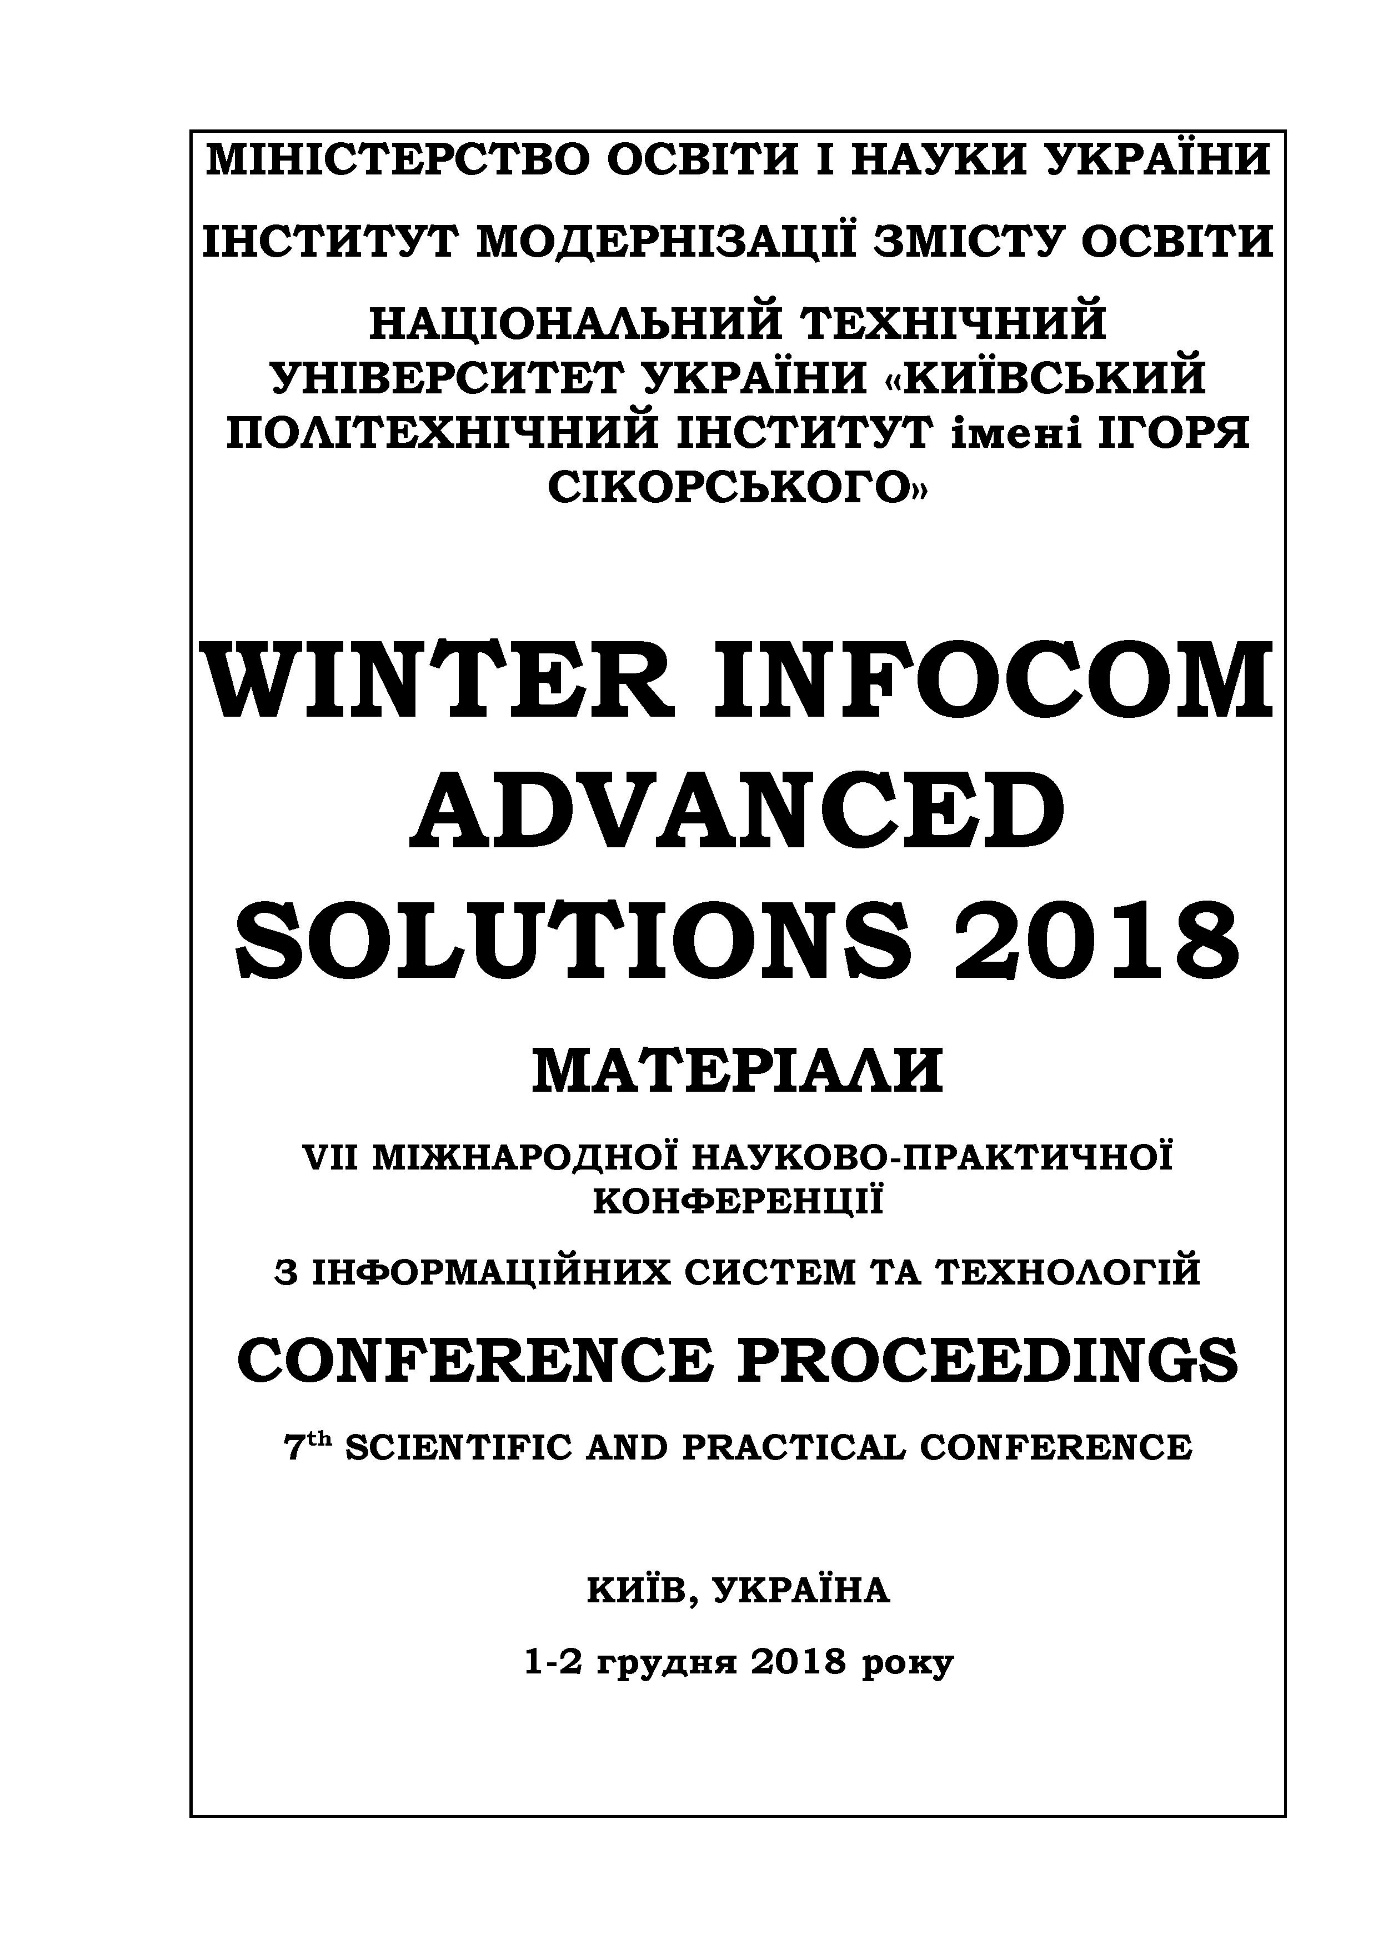 МІНІСТЕРСТВО ОСВІТИ І НАУКИ УКРАЇНИ
ІНСТИТУТ МОДЕРНІЗАЦІЇ ЗМІСТУ ОСВІТИ
НАЦІОНАЛЬНИЙ ТЕХНІЧНИЙ
УНІВЕРСИТЕТ УКРАЇНИ «КИЇВСЬКИЙ
ПОЛІТЕХНІЧНИЙ ІНСТИТУТ імені ІГОРЯ
СІКОРСЬКОГО»
WINTER INFOCOM
ADVANCED
SOLUTIONS 2018
МАТЕРІАЛИ
VII МІЖНАРОДНОЇ НАУКОВО-ПРАКТИЧНОЇ
КОНФЕРЕНЦІЇ
З ІНФОРМАЦІЙНИХ СИСТЕМ ТА ТЕХНОЛОГІЙ
CONFERENCE PROCEEDINGS
7th SCIENTIFIC AND PRACTICAL CONFERENCE
КИЇВ, УКРАЇНА
1-2 грудня 2018 року